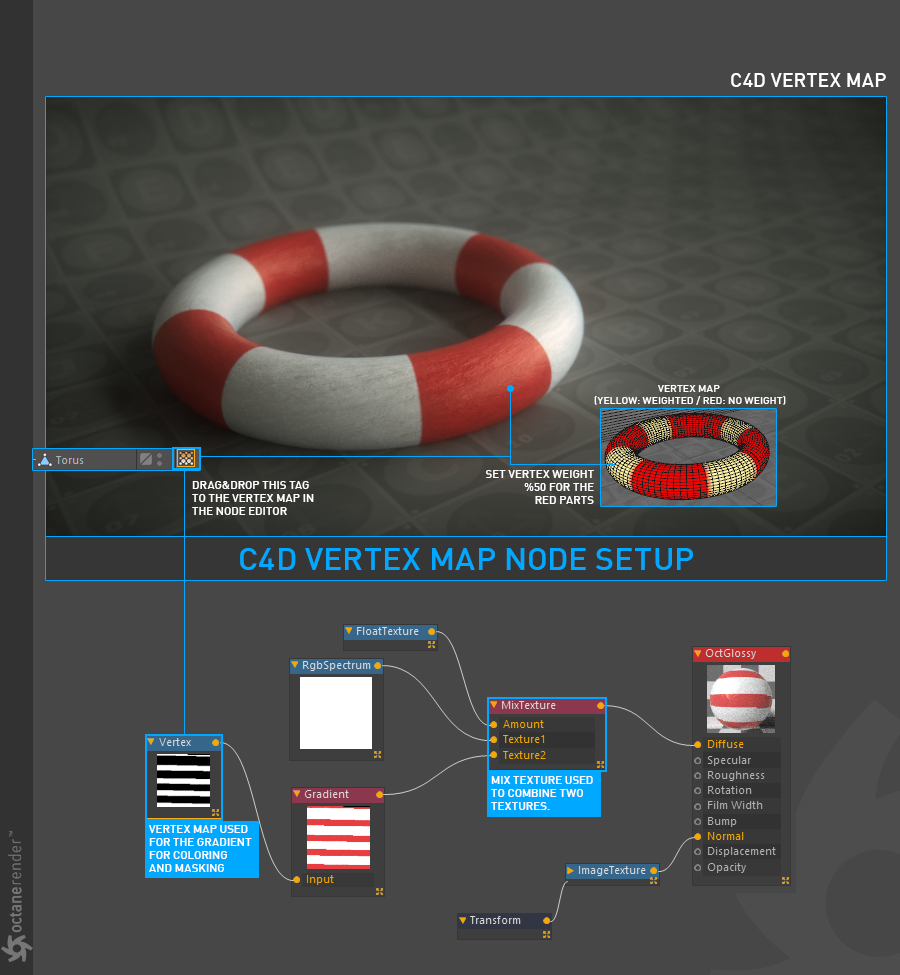 C4D VERTEX MAP
VERTEX MAP
(YELLOW: WEIGHTED / RED: NO WEIGHT)
Torus
DRAG&DROP THIS TAG
TO THE VERTEX MAP IN
THE NODE EDITOR
SET VERTEX WEIGHT
%50 FOR THE
RED PARTS
C4D VERTEX MAP NODE SETUP
FloatTexture
RgbSpectrum
Vertex
VERTEX MAP USED
FOR THE GRADIENT
FOR COLORING
AND MASKING
Gradient
Input
MixTexture
Amount
Texture1
Texture2
MIX TEXTURE USED
TO COMBINE TWO
TEXTURES.
OctGlossy
Diffuse
Specular
Roughness
Rotation
Film Width
Bump
Normal
Displacement
Opacity
ImageTexture
Transform
octanerender™